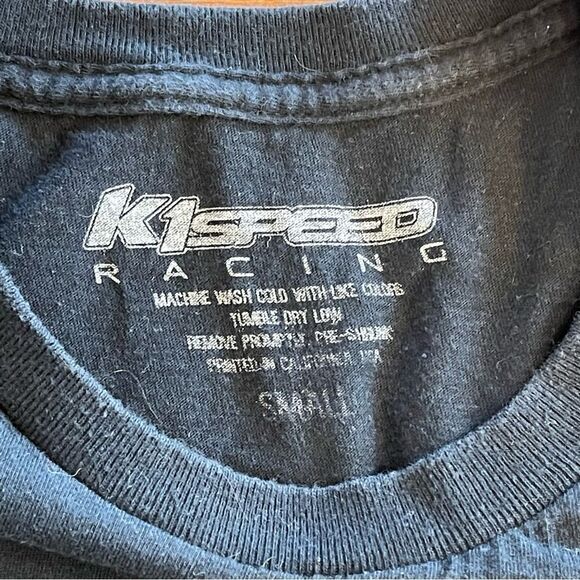 K1SPEED
RACING
MACHINE WASH COLD WITH LIKE COLORS
TUMBLE DRY LOW
REMOVE PROMPTLY, PRE-SHRUNK
PRINTED IN CALIFORNIA, USA
SMALL